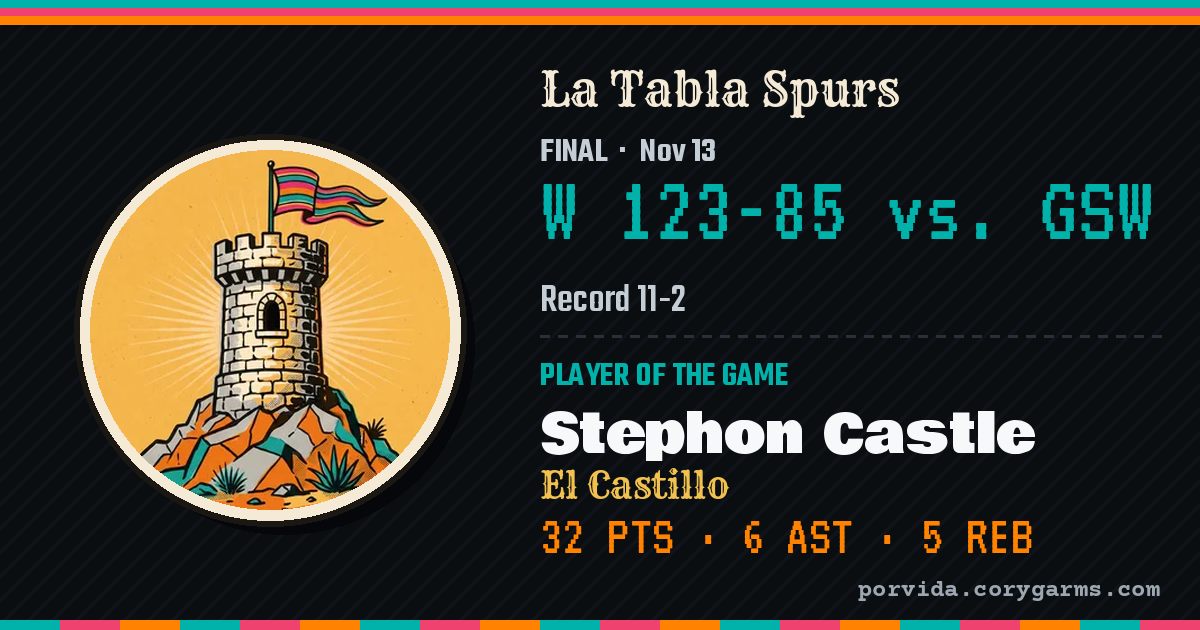 La Tabla Spurs
FINAL · Nov 13
W 123-85 vs. GSW
Record 11-2
PLAYER OF THE GAME
Stephon Castle
El Castillo
32 PTS · 6 AST · 5 REB
porvida.corygarms.com